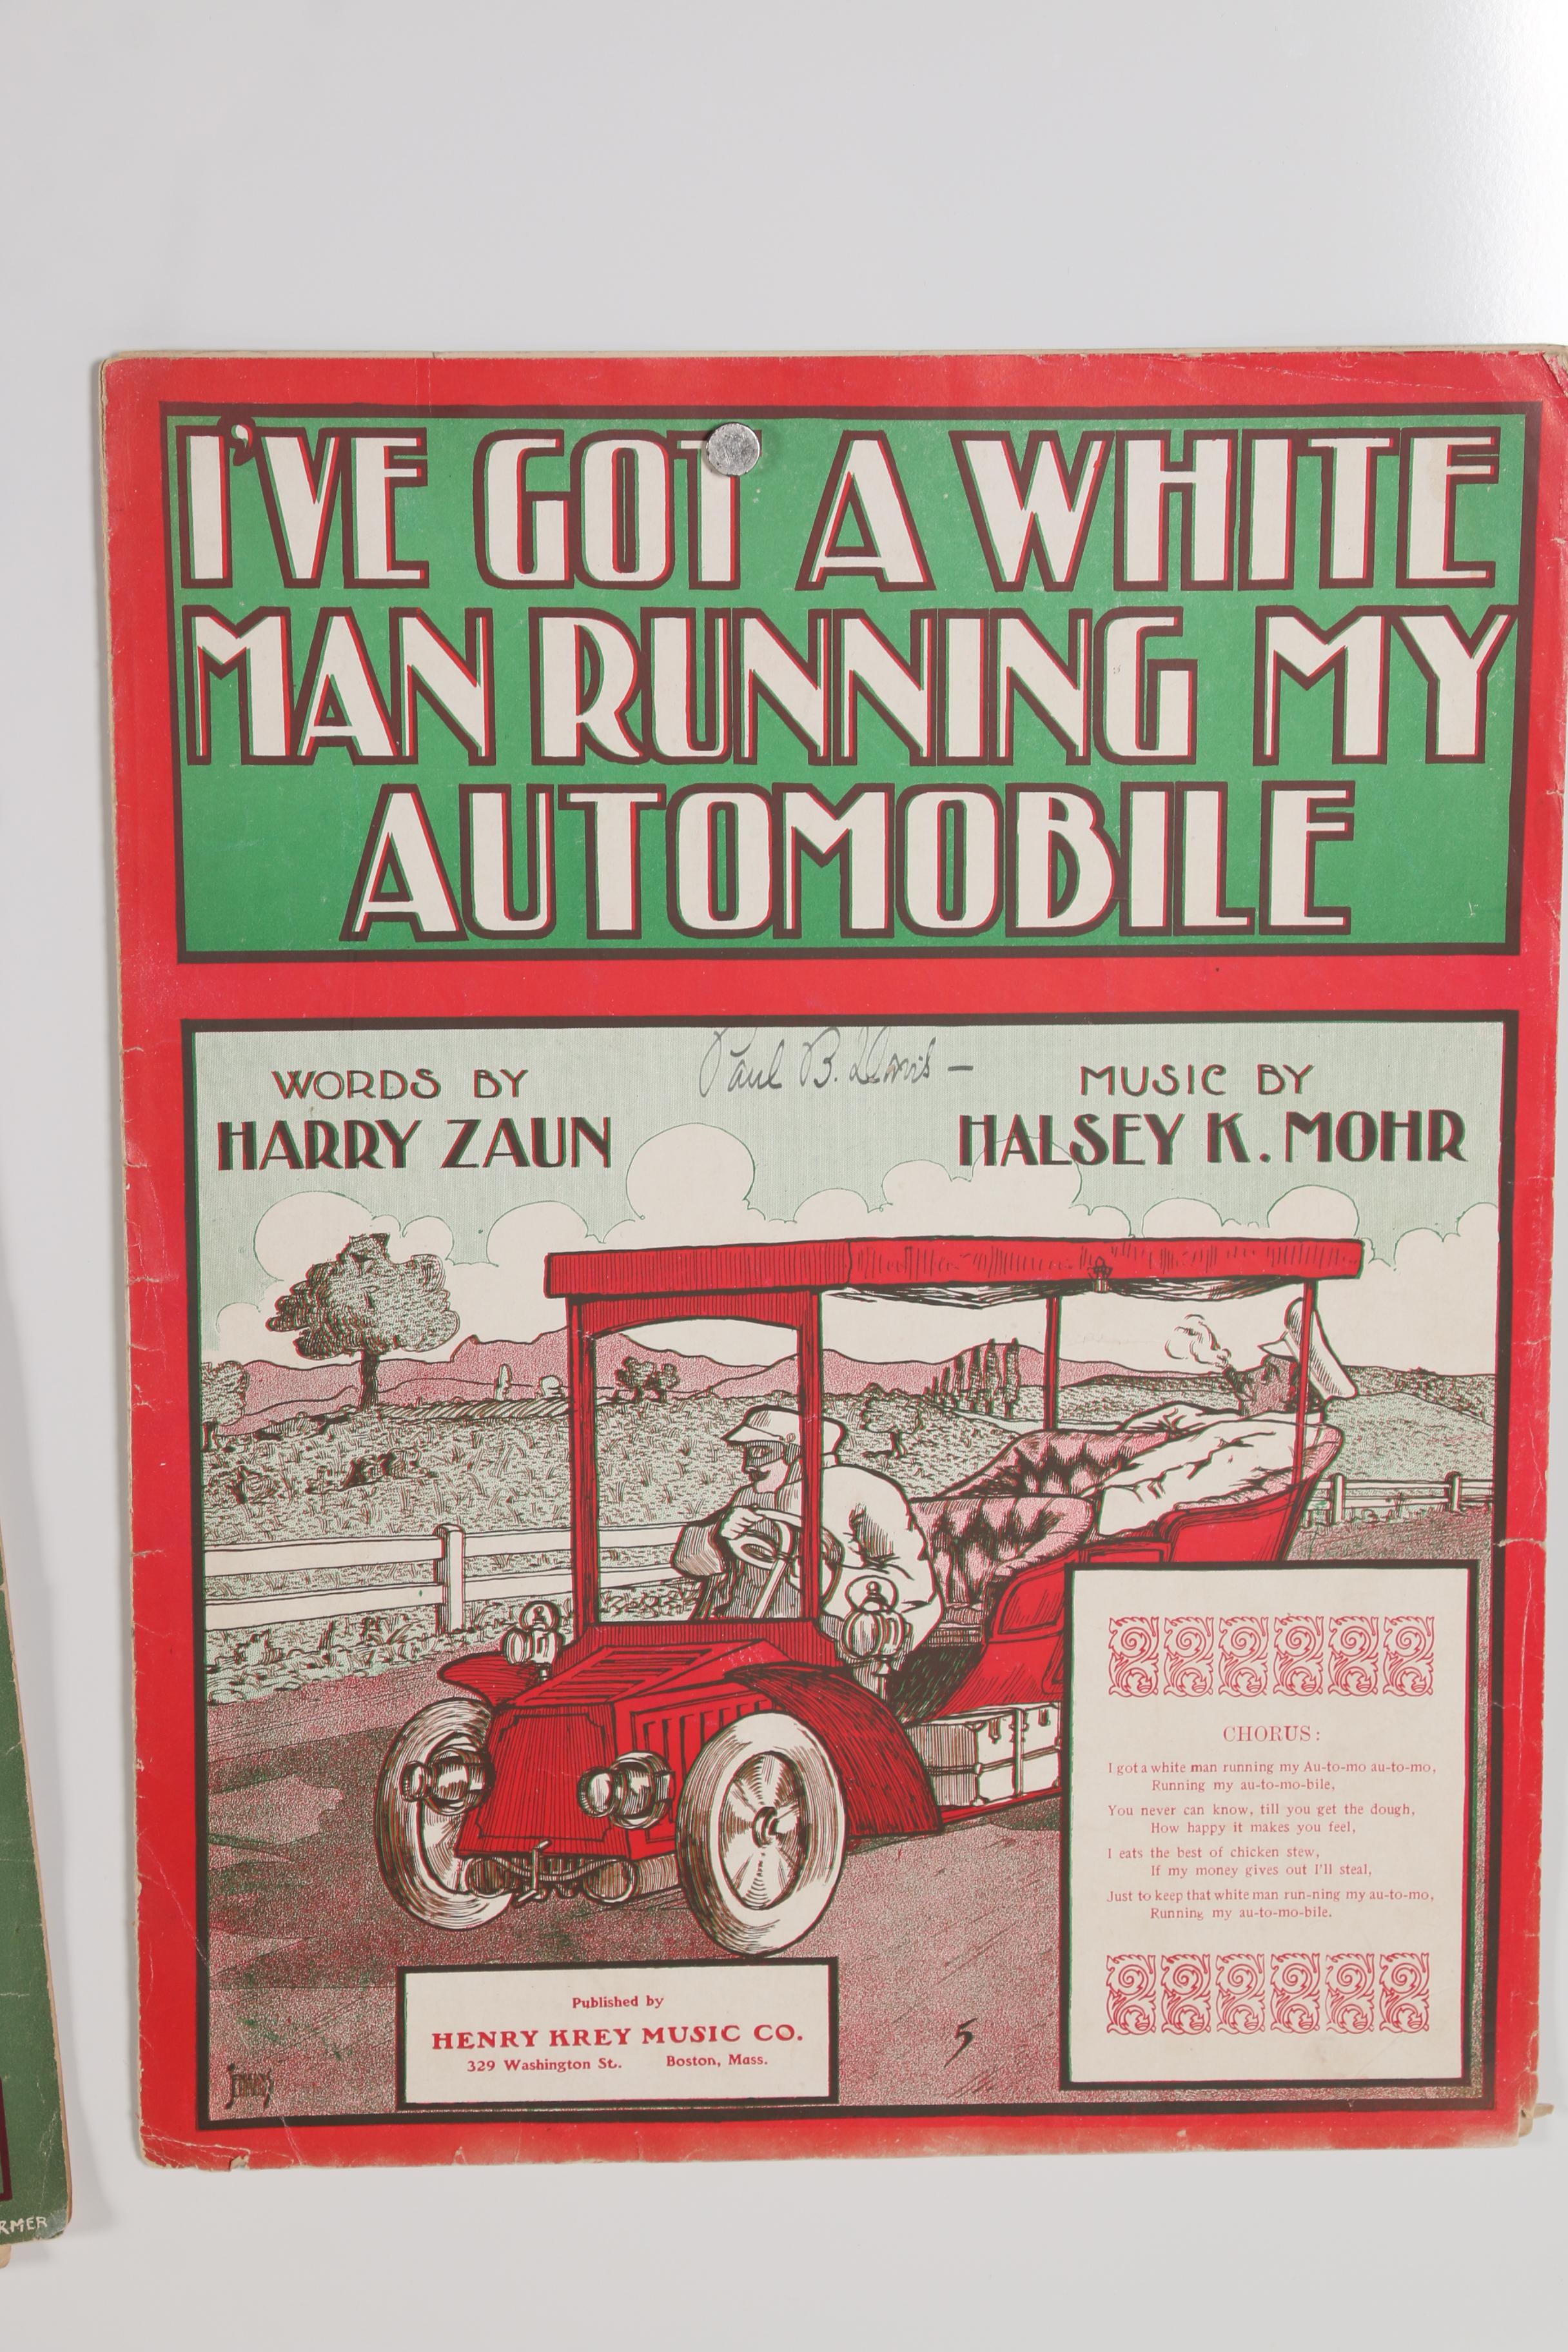 I'VE GOT A WHITE
MAN RUNNING MY
AUTOMOBILE
Paul B. Davis —
WORDS BY
HARRY ZAUN
MUSIC BY
HALSEY K. MOHR
CHORUS:
I got a white man running my Au-to-mo au-to-mo,
Running my au-to-mo-bile,
You never can know, till you get the dough,
How happy it makes you feel,
I eats the best of chicken stew,
If my money gives out I'll steal,
Just to keep that white man run-ning my au-to-mo,
Running my au-to-mo-bile.
Published by
HENRY KREY MUSIC CO.
329 Washington St. Boston, Mass.
5
RMER